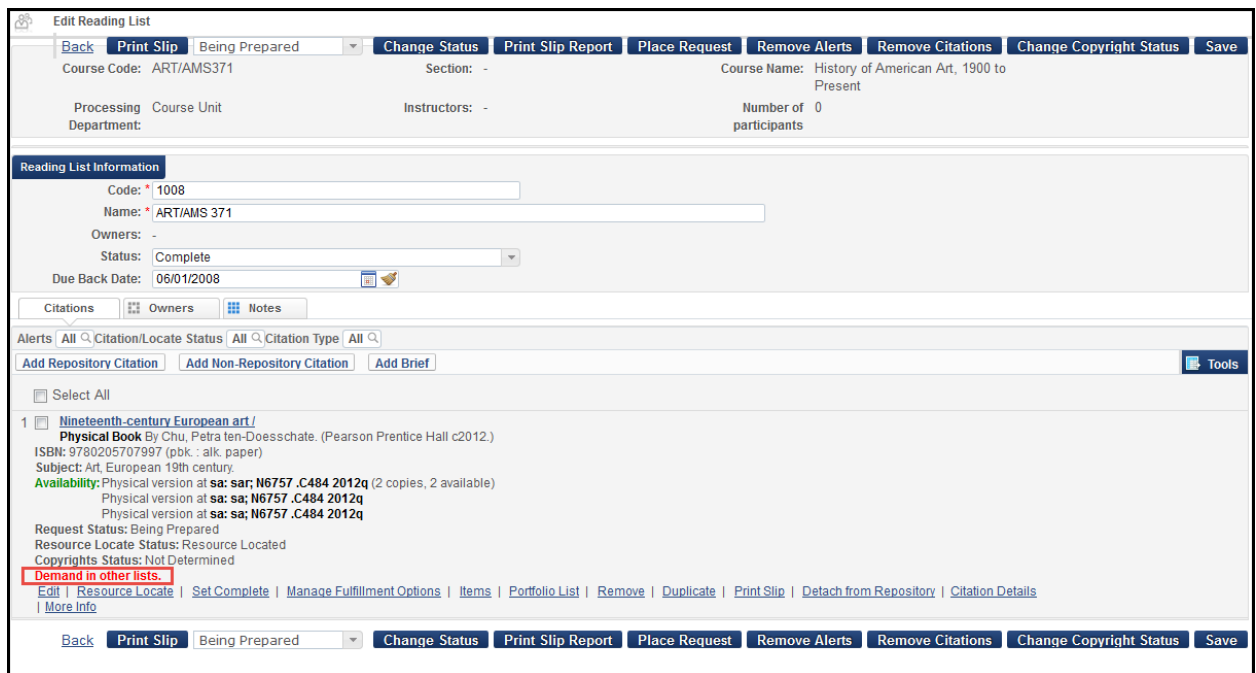 Edit Reading List
Back Print Slip Being Prepared Change Status Print Slip Report Place Request Remove Alerts Remove Citations Change Copyright Status Save
Course Code: ART/AMS371 Section: - Course Name: History of American Art, 1900 to
Present
Processing Course Unit Instructors: - Number of 0
Department: participants
Reading List Information
Code: * 1008
Name: * ART/AMS 371
Owners: -
Status: Complete
Due Back Date: 06/01/2008
Citations Owners Notes
Alerts All Citation/Locate Status All Citation Type All
Add Repository Citation Add Non-Repository Citation Add Brief Tools
Select All
1 Nineteenth-century European art /
Physical Book By Chu, Petra ten-Doesschate. (Pearson Prentice Hall c2012.)
ISBN: 9780205707997 (pbk. : alk. paper)
Subject: Art, European 19th century.
Availability: Physical version at sa: sar; N6757 .C484 2012q (2 copies, 2 available)
Physical version at sa: sa; N6757 .C484 2012q
Physical version at sa: sa; N6757 .C484 2012q
Request Status: Being Prepared
Resource Locate Status: Resource Located
Copyrights Status: Not Determined
Demand in other lists.
Edit | Resource Locate | Set Complete | Manage Fulfillment Options | Items | Portfolio List | Remove | Duplicate | Print Slip | Detach from Repository | Citation Details
| More Info
Back Print Slip Being Prepared Change Status Print Slip Report Place Request Remove Alerts Remove Citations Change Copyright Status Save